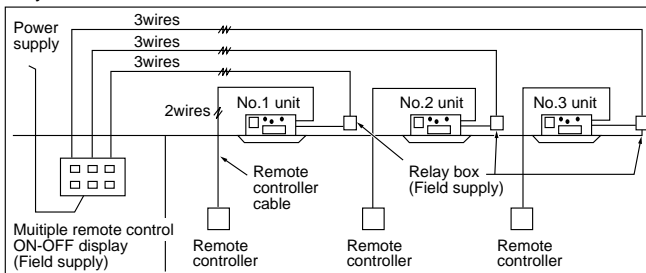 Power
supply
3wires
3wires
3wires
2wires
No.1 unit
No.2 unit
No.3 unit
Remote
controller
cable
Relay box
(Field supply)
Muitiple remote control
ON-OFF display
(Field supply)
Remote
controller
Remote
controller
Remote
controller